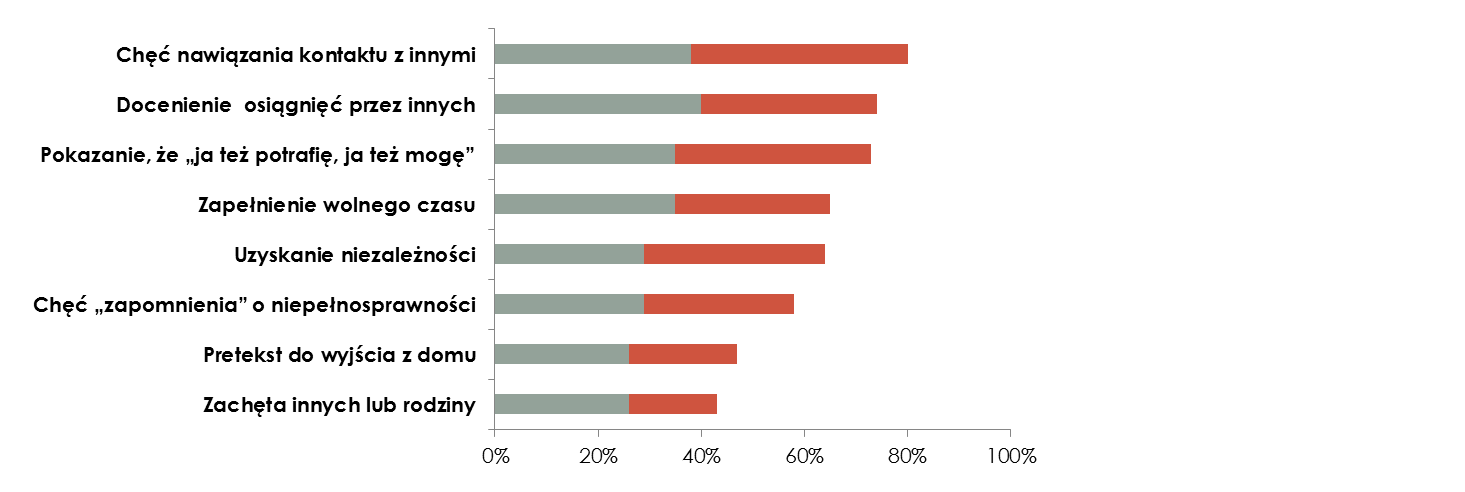 Chęć nawiązania kontaktu z innymi
Docenienie osiągnięć przez innych
Pokazanie, że „ja też potrafię, ja też mogę”
Zapełnienie wolnego czasu
Uzyskanie niezależności
Chęć „zapomnienia” o niepełnosprawności
Pretekst do wyjścia z domu
Zachęta innych lub rodziny
0% 20% 40% 60% 80% 100%